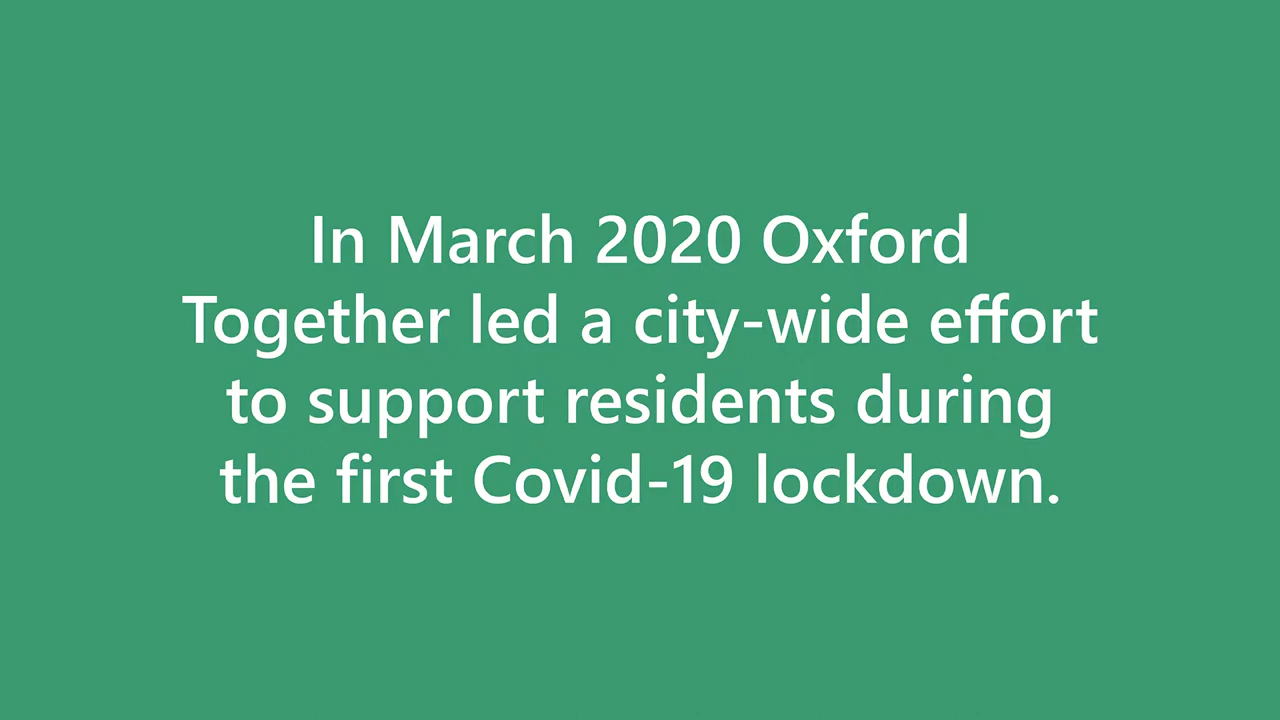 In March 2020 Oxford
Together led a city-wide effort
to support residents during
the first Covid-19 lockdown.